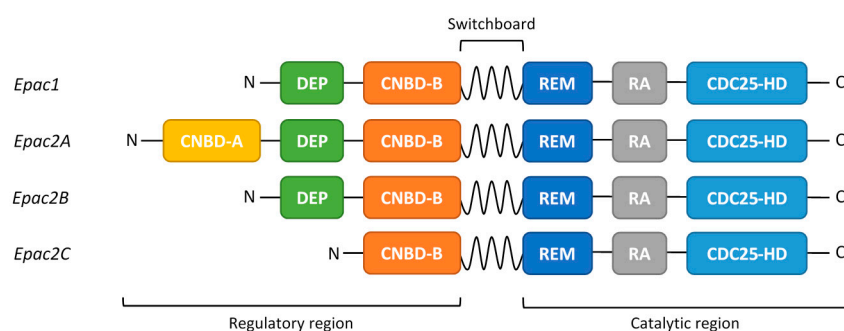 Switchboard
Epac1 N DEP CNBD-B REM RA CDC25-HD C
Epac2A N CNBD-A DEP CNBD-B REM RA CDC25-HD C
Epac2B N DEP CNBD-B REM RA CDC25-HD C
Epac2C N CNBD-B REM RA CDC25-HD C
Regulatory region Catalytic region